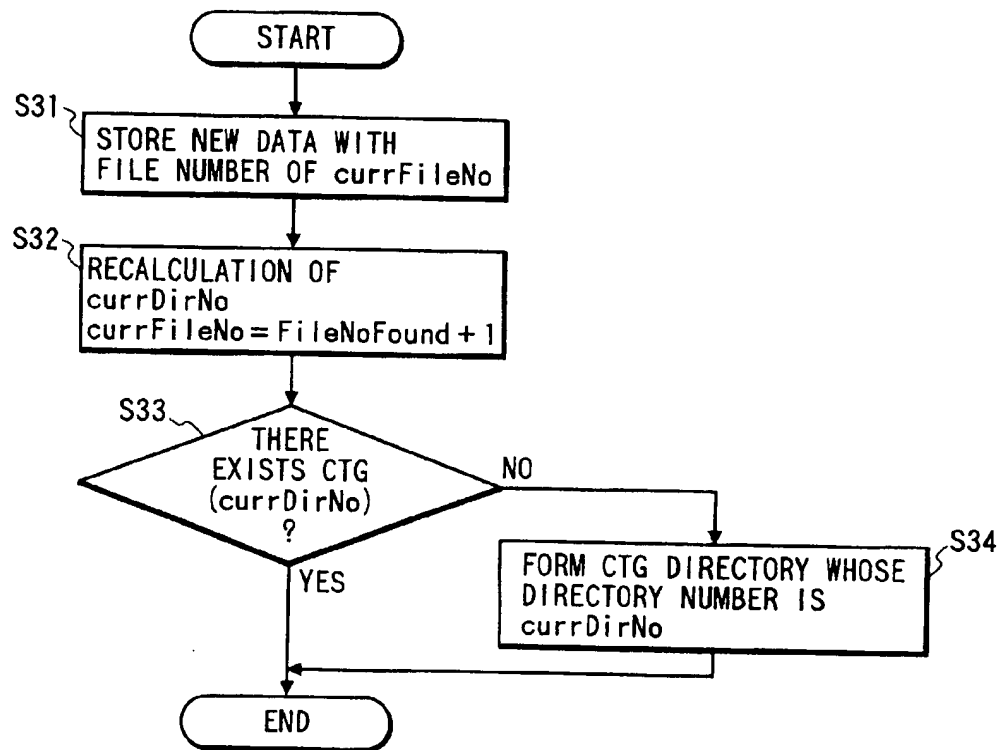 START
S31
STORE NEW DATA WITH
FILE NUMBER OF currFileNo
S32
RECALCULATION OF
currDirNo
currFileNo = FileNoFound + 1
S33
THERE
EXISTS CTG
(currDirNo)
?
NO
YES
S34
FORM CTG DIRECTORY WHOSE
DIRECTORY NUMBER IS
currDirNo
END